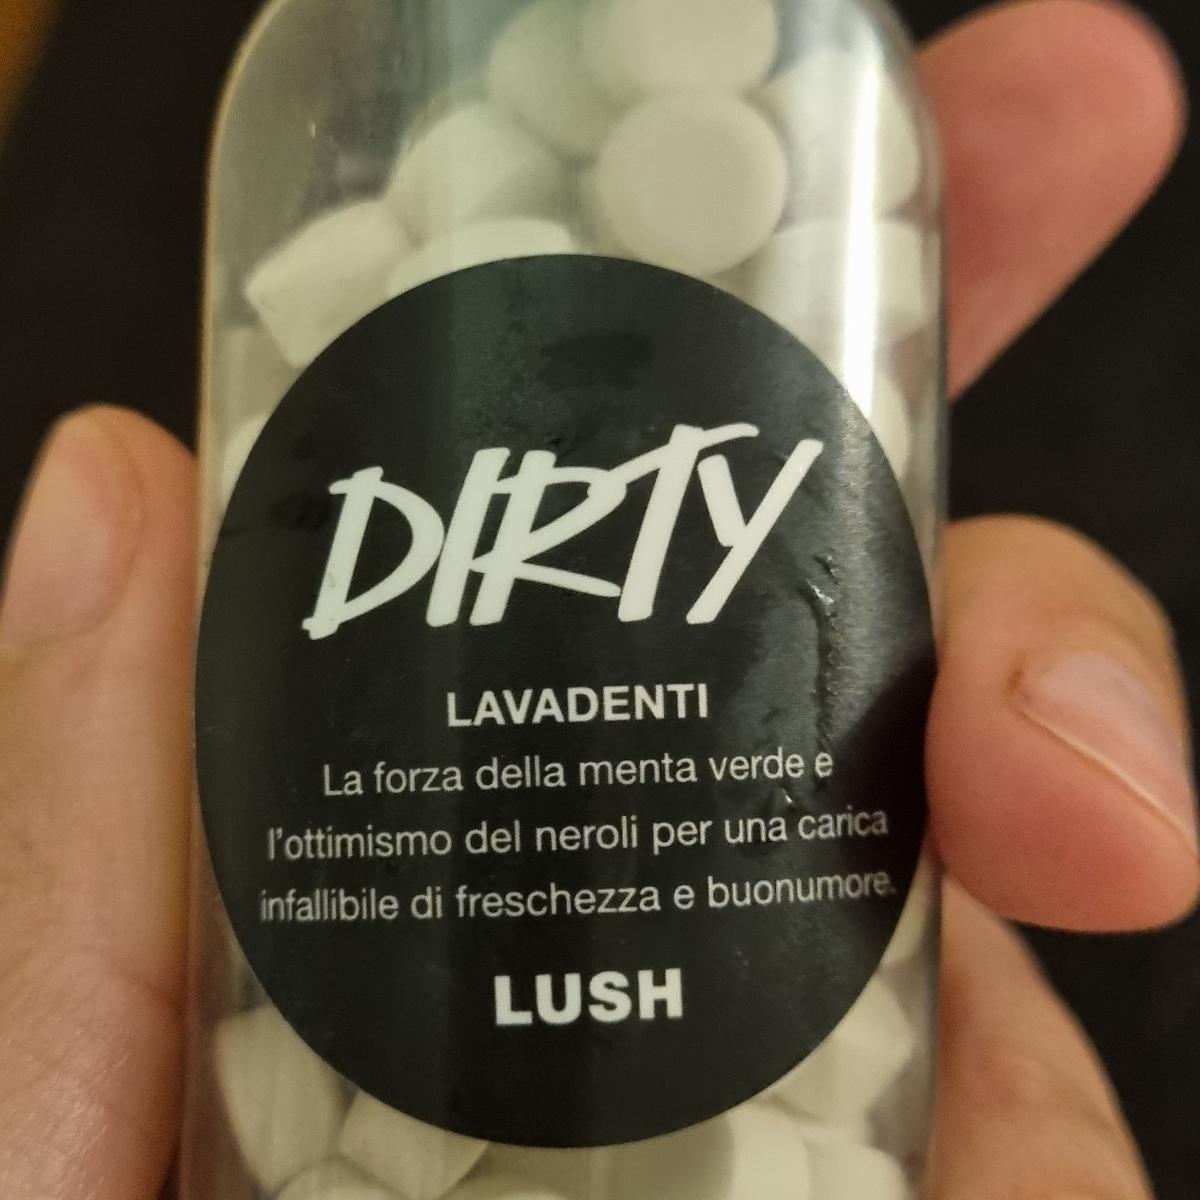 DIRTY
LAVADENTI
La forza della menta verde e
l'ottimismo del neroli per una carica
infallibile di freschezza e buonumore.
LUSH